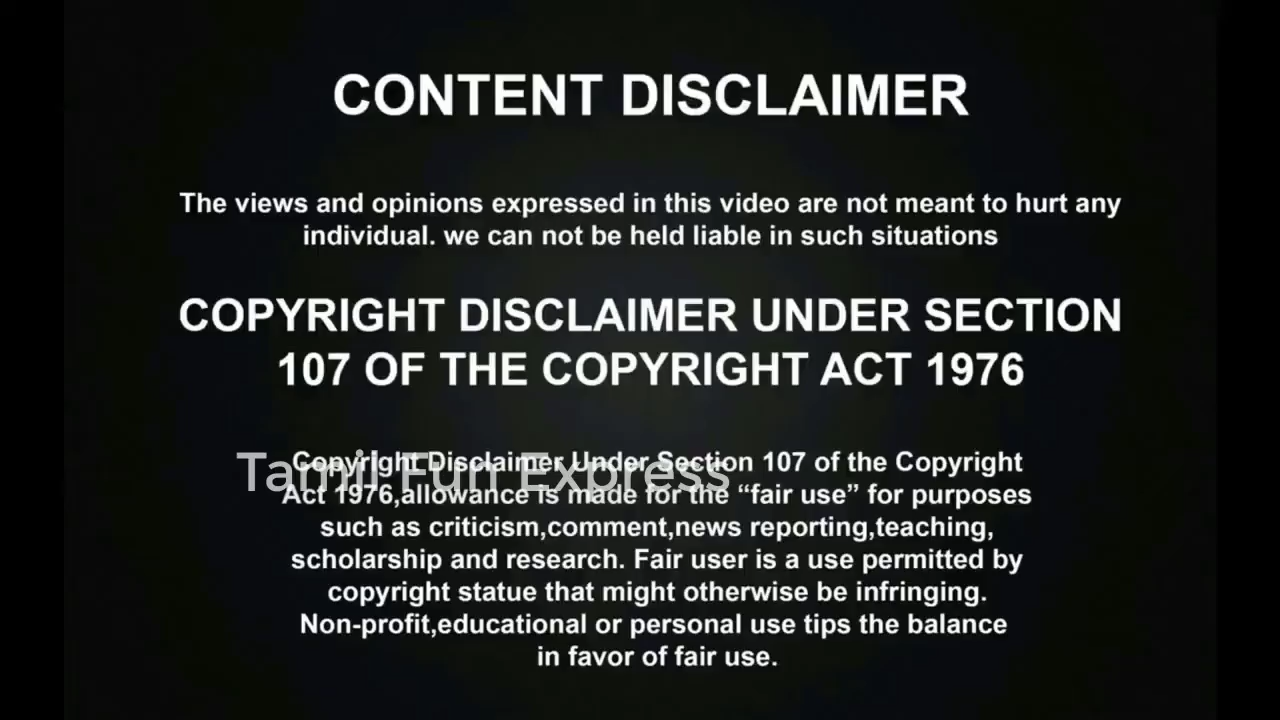 CONTENT DISCLAIMER
The views and opinions expressed in this video are not meant to hurt any
individual. we can not be held liable in such situations
COPYRIGHT DISCLAIMER UNDER SECTION
107 OF THE COPYRIGHT ACT 1976
Copyright Disclaimer Under Section 107 of the Copyright
Tamil Fun Express
Act 1976,allowance is made for the “fair use” for purposes
such as criticism,comment,news reporting,teaching,
scholarship and research. Fair user is a use permitted by
copyright statue that might otherwise be infringing.
Non-profit,educational or personal use tips the balance
in favor of fair use.